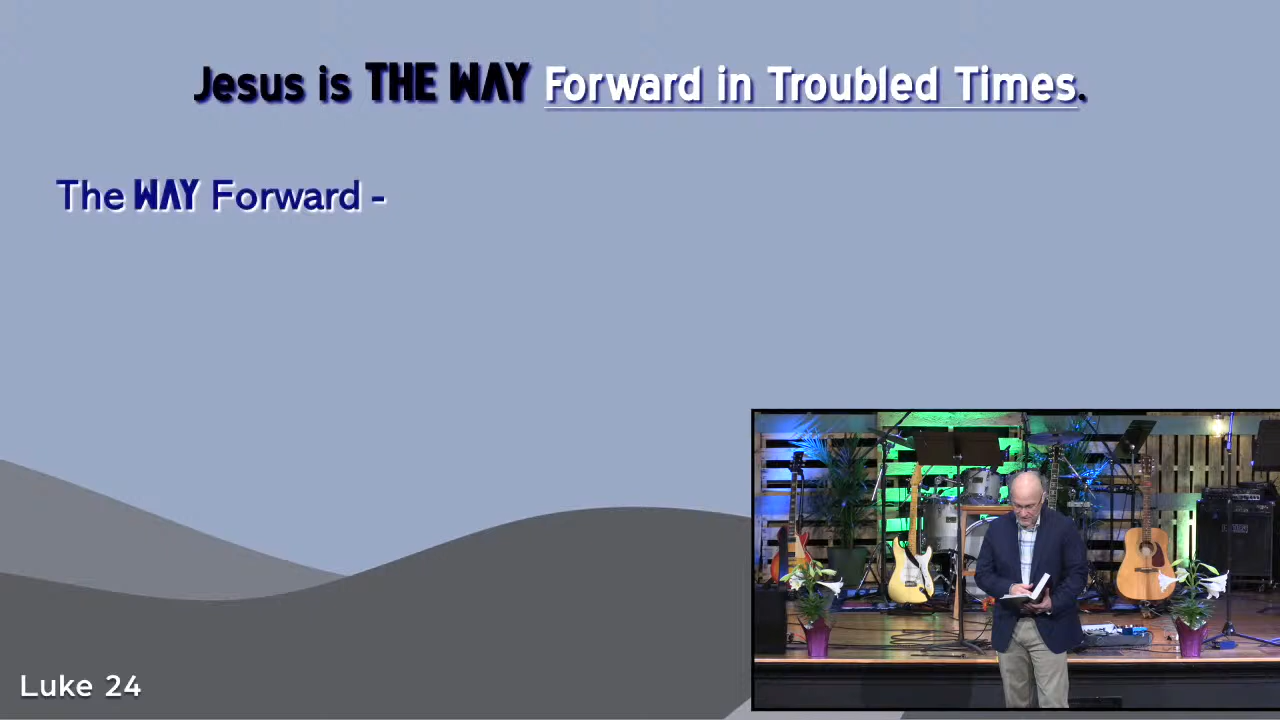 Jesus is THE WAY Forward in Troubled Times.
The WAY Forward -
Luke 24